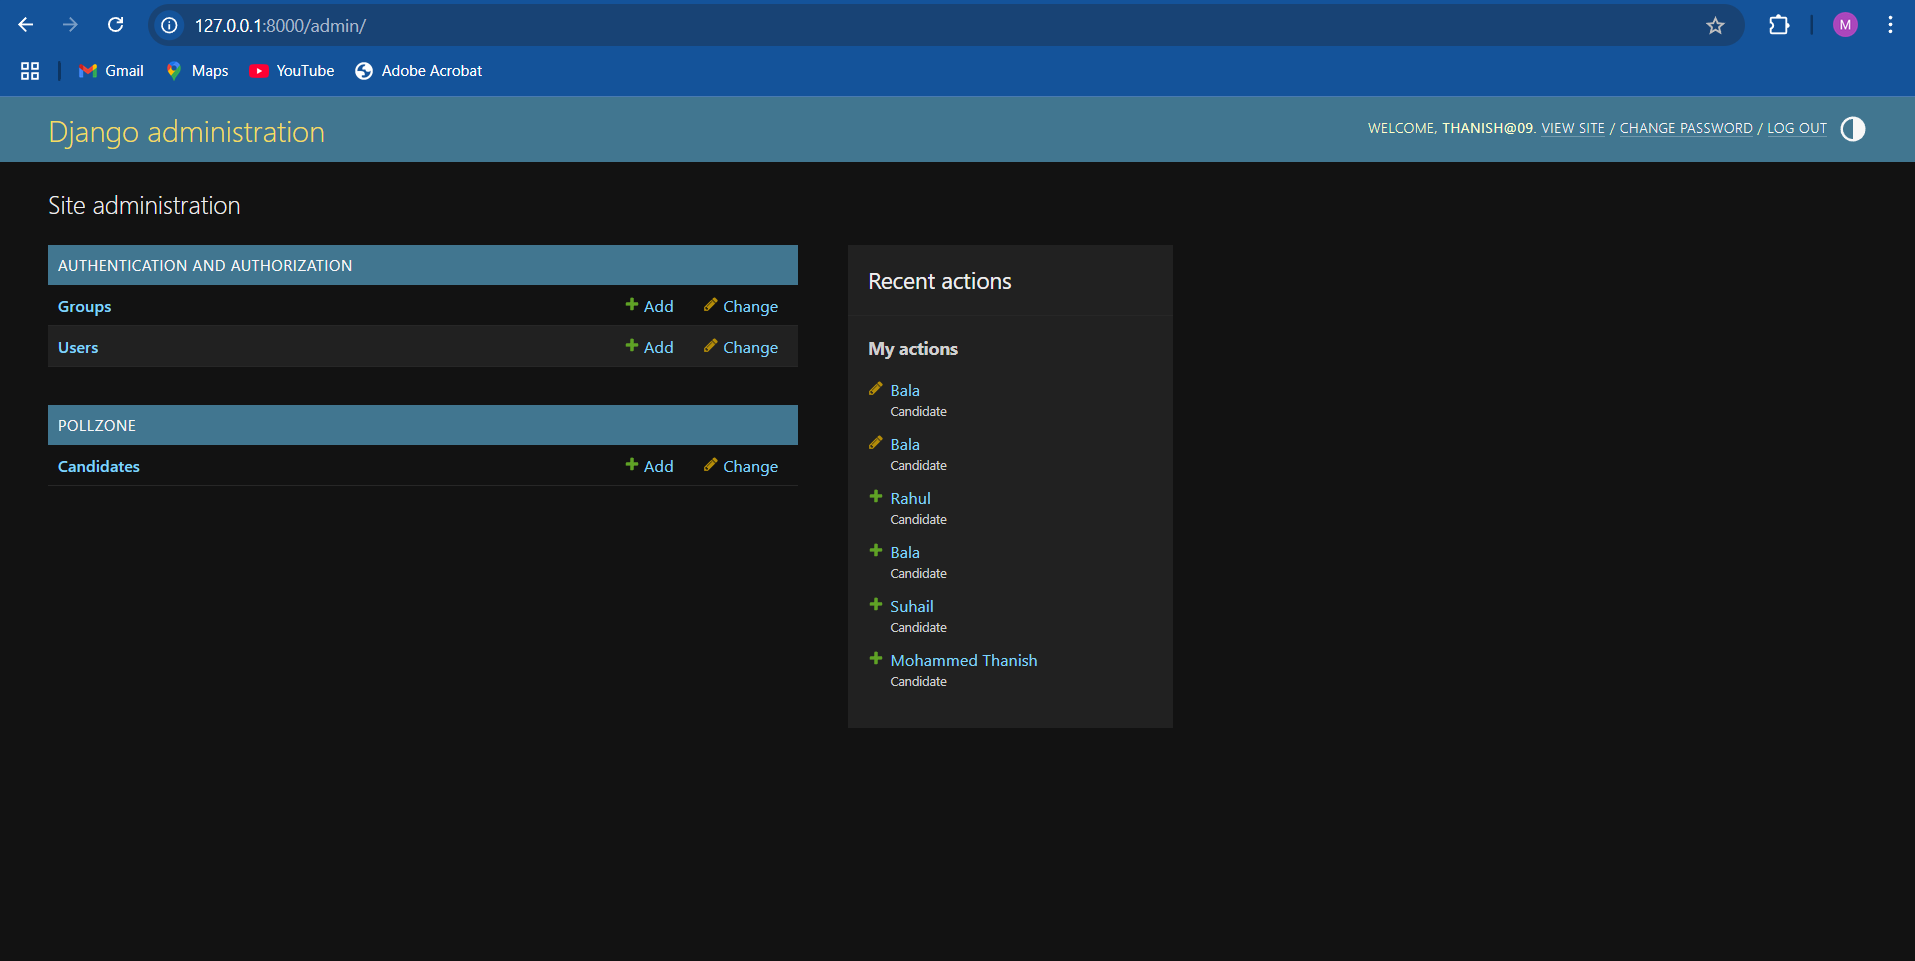 127.0.0.1:8000/admin/
M
Gmail Maps YouTube Adobe Acrobat
Django administration
WELCOME, THANISH@09. VIEW SITE / CHANGE PASSWORD / LOG OUT
Site administration
AUTHENTICATION AND AUTHORIZATION
Groups Add Change
Users Add Change
POLLZONE
Candidates Add Change
Recent actions
My actions
Bala
Candidate
Bala
Candidate
Rahul
Candidate
Bala
Candidate
Suhail
Candidate
Mohammed Thanish
Candidate